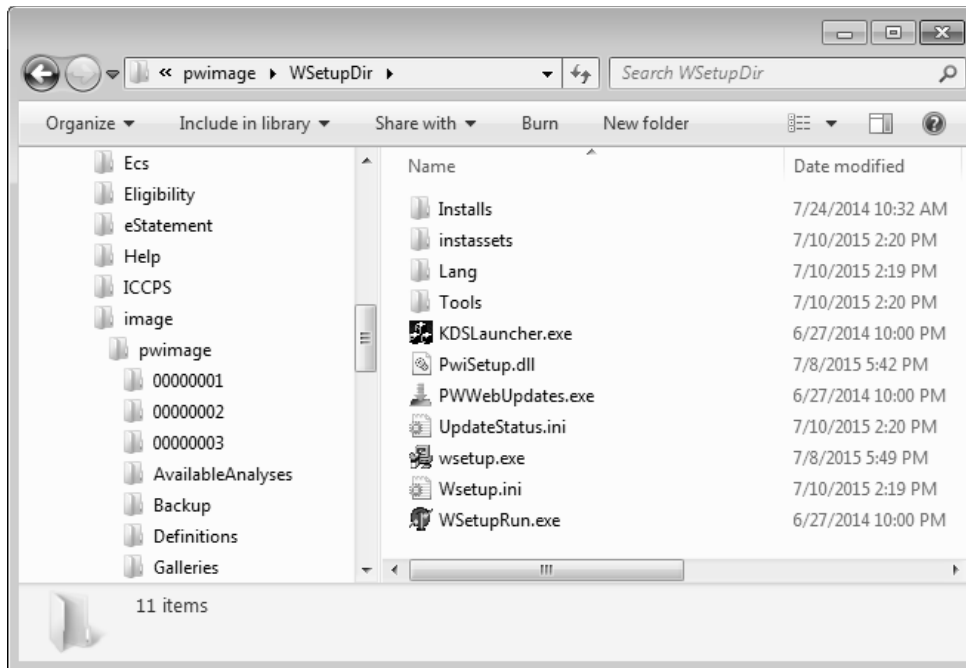 « pwimage WSetupDir Search WSetupDir
Organize Include in library Share with Burn New folder
Ecs
Eligibility
eStatement
Help
ICCPS
image
pwimage
00000001
00000002
00000003
AvailableAnalyses
Backup
Definitions
Galleries
Name Date modified
Installs 7/24/2014 10:32 AM
instassets 7/10/2015 2:20 PM
Lang 7/10/2015 2:19 PM
Tools 7/10/2015 2:20 PM
KDSLauncher.exe 6/27/2014 10:00 PM
PwiSetup.dll 7/8/2015 5:42 PM
PWWebUpdates.exe 6/27/2014 10:00 PM
UpdateStatus.ini 7/10/2015 2:20 PM
wsetup.exe 7/8/2015 5:49 PM
Wsetup.ini 7/10/2015 2:19 PM
WSetupRun.exe 6/27/2014 10:00 PM
11 items